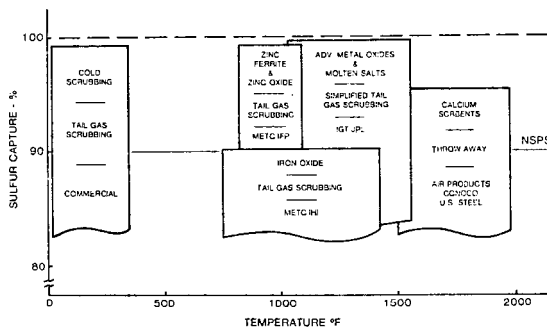 SULFUR CAPTURE - %
100
90
80
COLD
SCRUBBING
TAIL GAS
SCRUBBING
COMMERCIAL
ZINC
FERRITE
&
ZINC OXIDE
TAIL GAS
SCRUBBING
METC IFP
ADV. METAL OXIDES
&
MOLTEN SALTS
SIMPLIFIED TAIL
GAS SCRUBBING
IGT JPL
IRON OXIDE
TAIL GAS SCRUBBING
METC IHI
CALCIUM
SORBENTS
THROW AWAY
AIR PRODUCTS
CONOCO
U.S. STEEL
NSPS
0
500
1000
1500
2000
TEMPERATURE °F